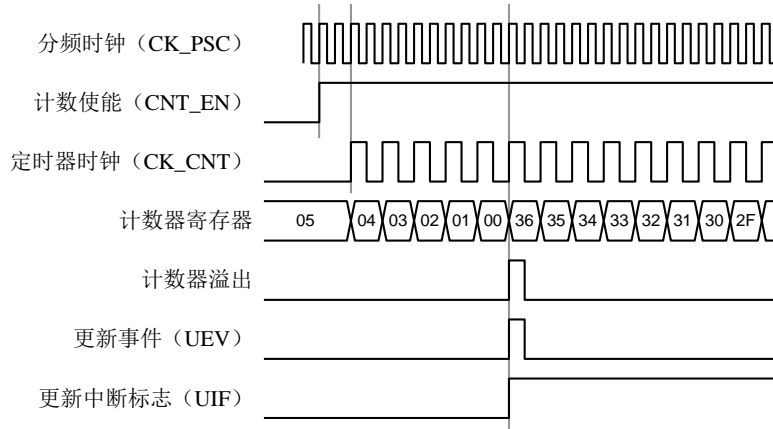 分频时钟（CK_PSC）
计数使能（CNT_EN）
定时器时钟（CK_CNT）
计数器寄存器 05 04 03 02 01 00 36 35 34 33 32 31 30 2F
计数器溢出
更新事件（UEV）
更新中断标志（UIF）